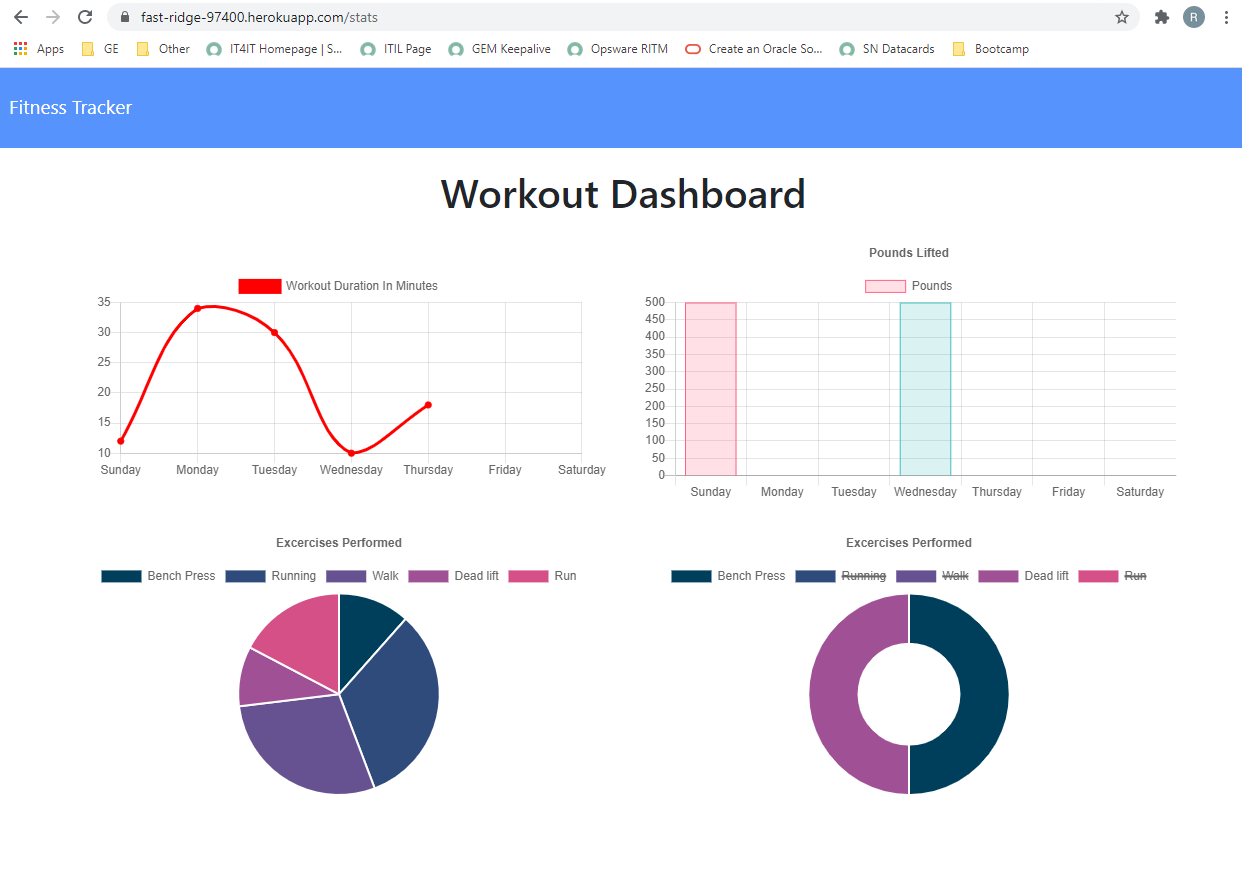 fast-ridge-97400.herokuapp.com/stats
R
Apps GE Other IT4IT Homepage | S... ITIL Page GEM Keepalive Opsware RITM Create an Oracle So... SN Datacards Bootcamp
Fitness Tracker
Workout Dashboard
Workout Duration In Minutes
35
30
25
20
15
10
Sunday Monday Tuesday Wednesday Thursday Friday Saturday
Pounds Lifted
Pounds
500
450
400
350
300
250
200
150
100
50
0
Sunday Monday Tuesday Wednesday Thursday Friday Saturday
Excercises Performed
Bench Press Running Walk Dead lift Run
Excercises Performed
Bench Press Running Walk Dead lift Run